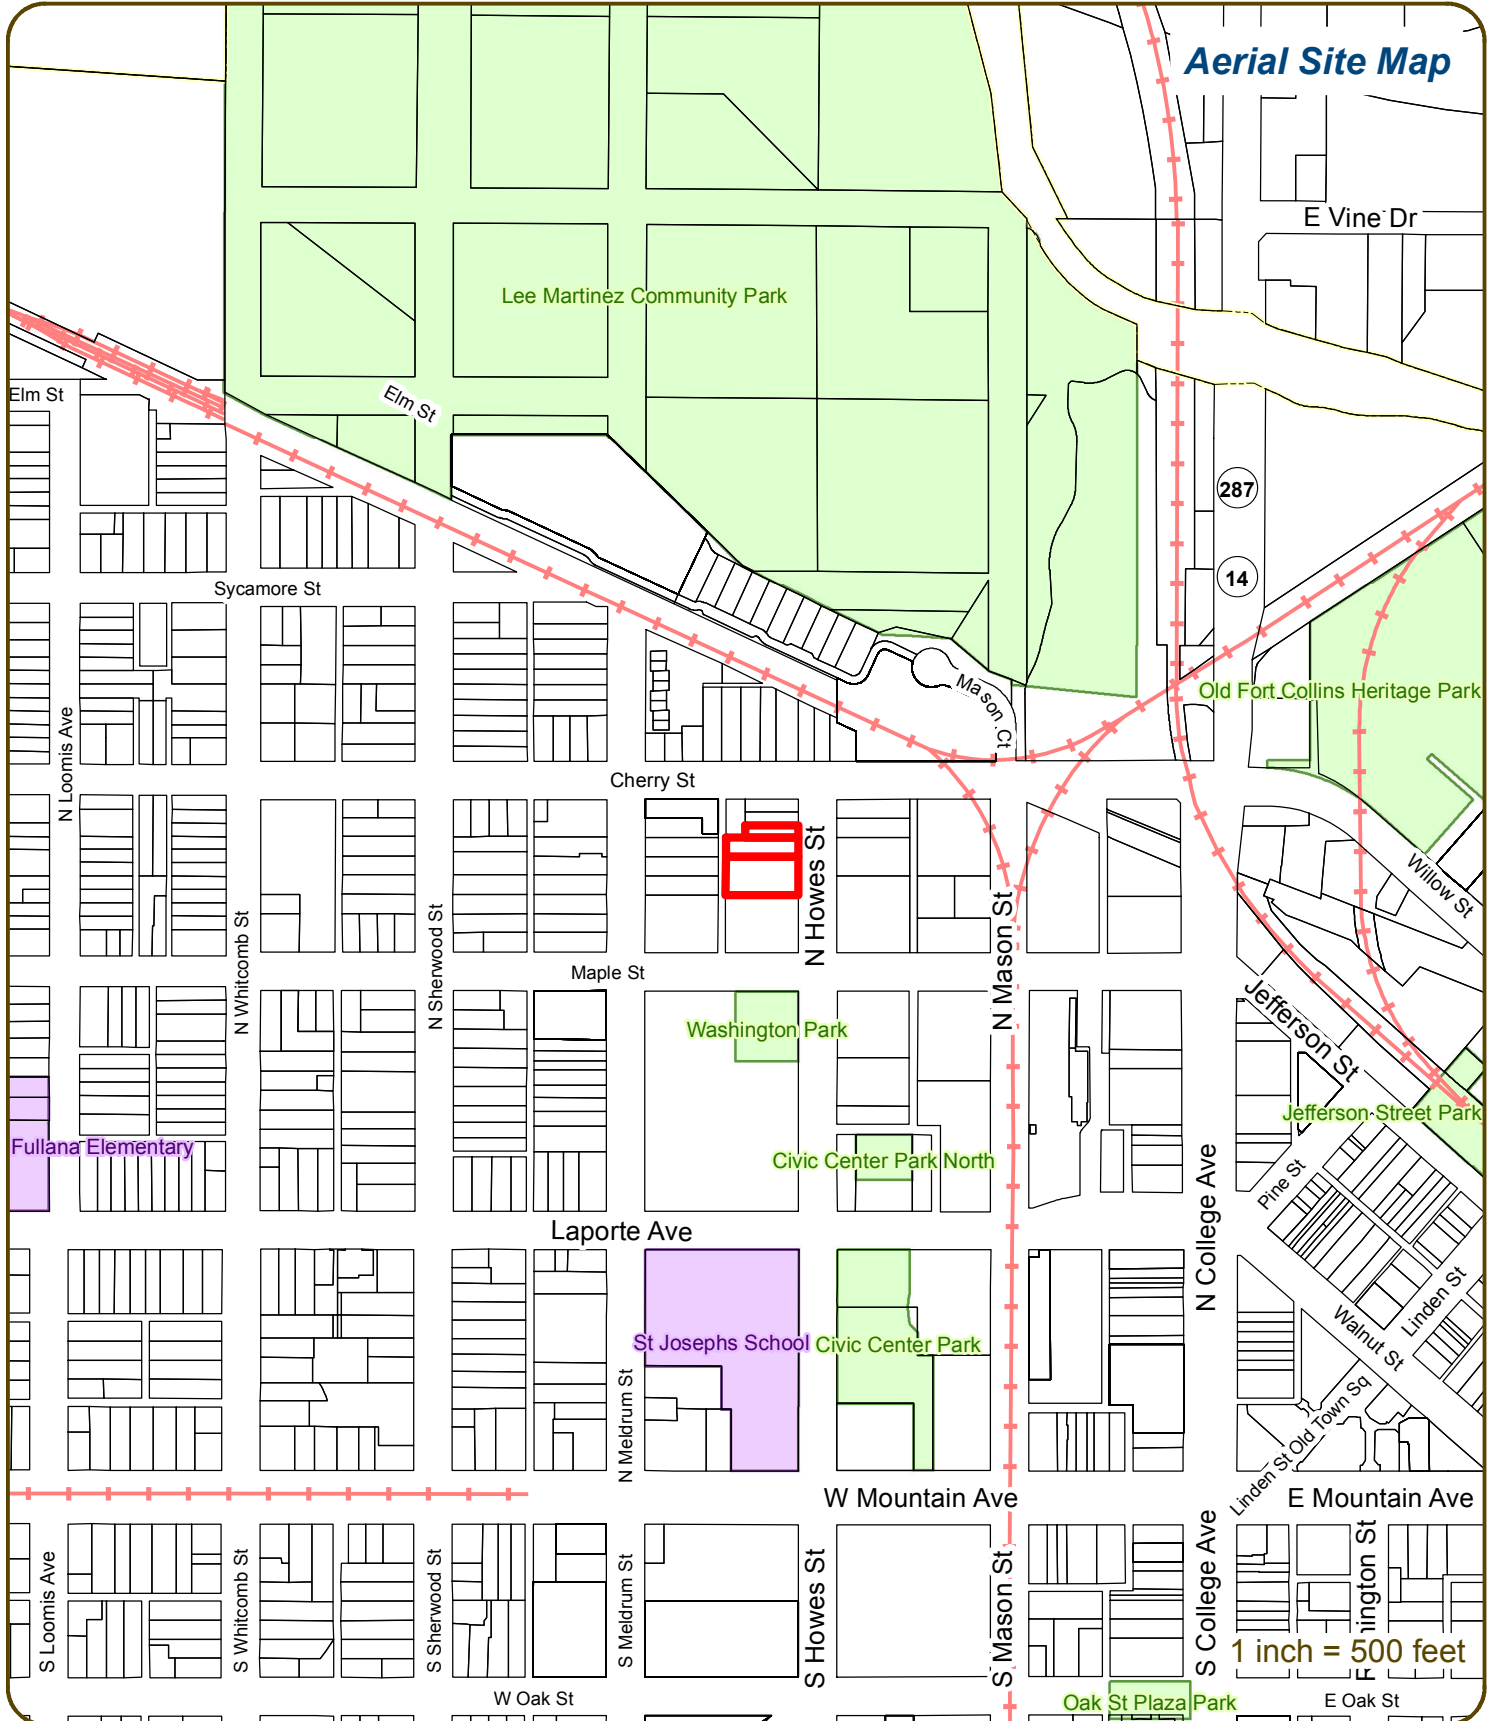 Aerial Site Map
E Vine Dr
Lee Martinez Community Park
Elm St
Elm St
287
14
Sycamore St
Old Fort Collins Heritage Park
Mason Ct
N Loomis Ave
Cherry St
N Howes St
Willow St
N Mason St
N Whitcomb St
N Sherwood St
Maple St
Jefferson St
Washington Park
Jefferson Street Park
Fullana Elementary
Civic Center Park North
Pine St
N College Ave
Laporte Ave
Linden St
Walnut St
St Josephs School
Civic Center Park
N Meldrum St
Linden St
Old Town Sq
W Mountain Ave
E Mountain Ave
S Loomis Ave
S Whitcomb St
S Sherwood St
S Meldrum St
S Howes St
S Mason St
S College Ave
1 inch = 500 feet
W Oak St
Oak St Plaza Park
E Oak St